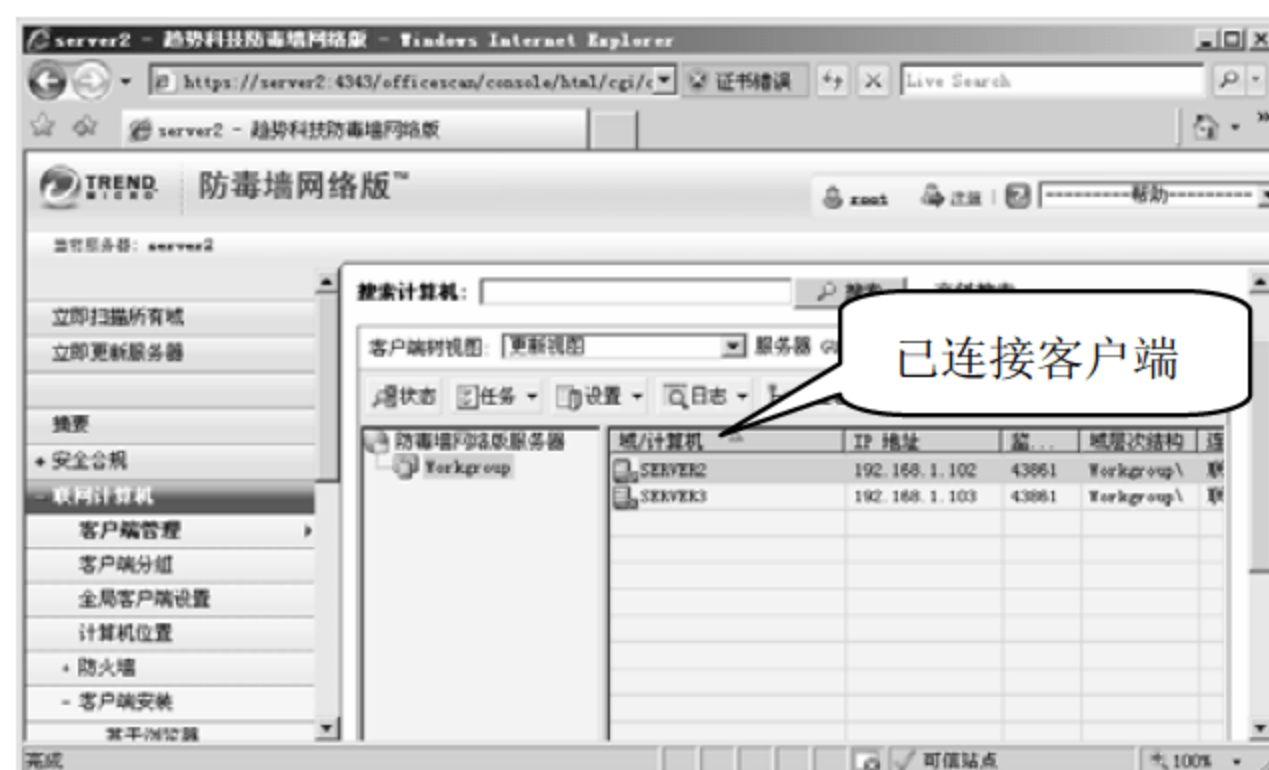 server2 - 趋势科技防毒墙网络版 - Windows Internet Explorer
https://server2:4343/officescan/console/html/cgi/c 证书错误 Live Search
server2 - 趋势科技防毒墙网络版
TREND MICRO 防毒墙网络版™
root 注销 | ----------帮助----------
当前服务器: server2
搜索计算机: 搜索
立即扫描所有域
客户端树视图: 更新视图 服务器
立即更新服务器
已连接客户端
状态 任务 设置 日志
摘要
防毒墙网络版服务器 域/计算机 IP 地址 监... 域层次结构 连
+ 安全合规
Workgroup SERVER2 192.168.1.102 43861 Workgroup\ 联
- 联网计算机
SERVER3 192.168.1.103 43861 Workgroup\ 联
客户端管理
客户端分组
全局客户端设置
计算机位置
+ 防火墙
- 客户端安装
基于浏览器
完成 可信站点 100%